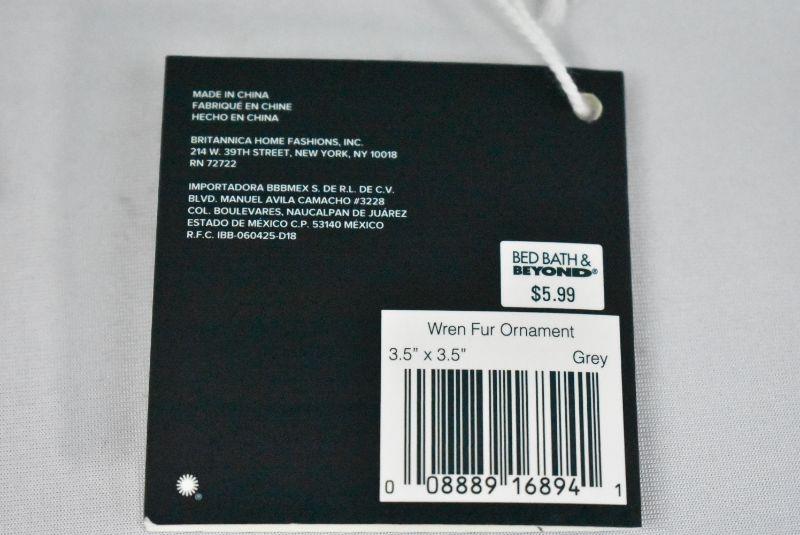 MADE IN CHINA
FABRIQUÉ EN CHINE
HECHO EN CHINA
BRITANNICA HOME FASHIONS, INC.
214 W. 39TH STREET, NEW YORK, NY 10018
RN 72722
IMPORTADORA BBBMEX S. DE R.L. DE C.V.
BLVD. MANUEL AVILA CAMACHO #3228
COL. BOULEVARES, NAUCALPAN DE JUÁREZ
ESTADO DE MÉXICO C.P. 53140 MÉXICO
R.F.C. IBB-060425-D18
BED BATH &
BEYOND®
$5.99
Wren Fur Ornament
3.5" x 3.5" Grey
0 08889 16894 1